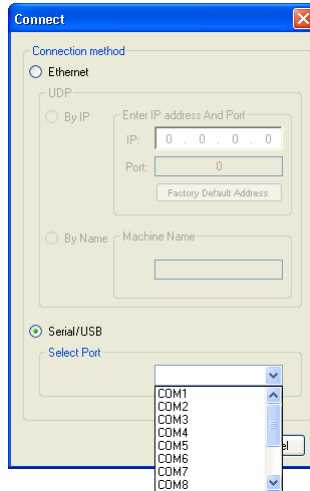 Connect
Connection method
Ethernet
UDP
By IP
Enter IP address And Port
IP: 0 . 0 . 0 . 0
Port: 0
Factory Default Address
By Name
Machine Name
Serial/USB
Select Port
COM1
COM2
COM3
COM4
COM5
COM6
COM7
COM8